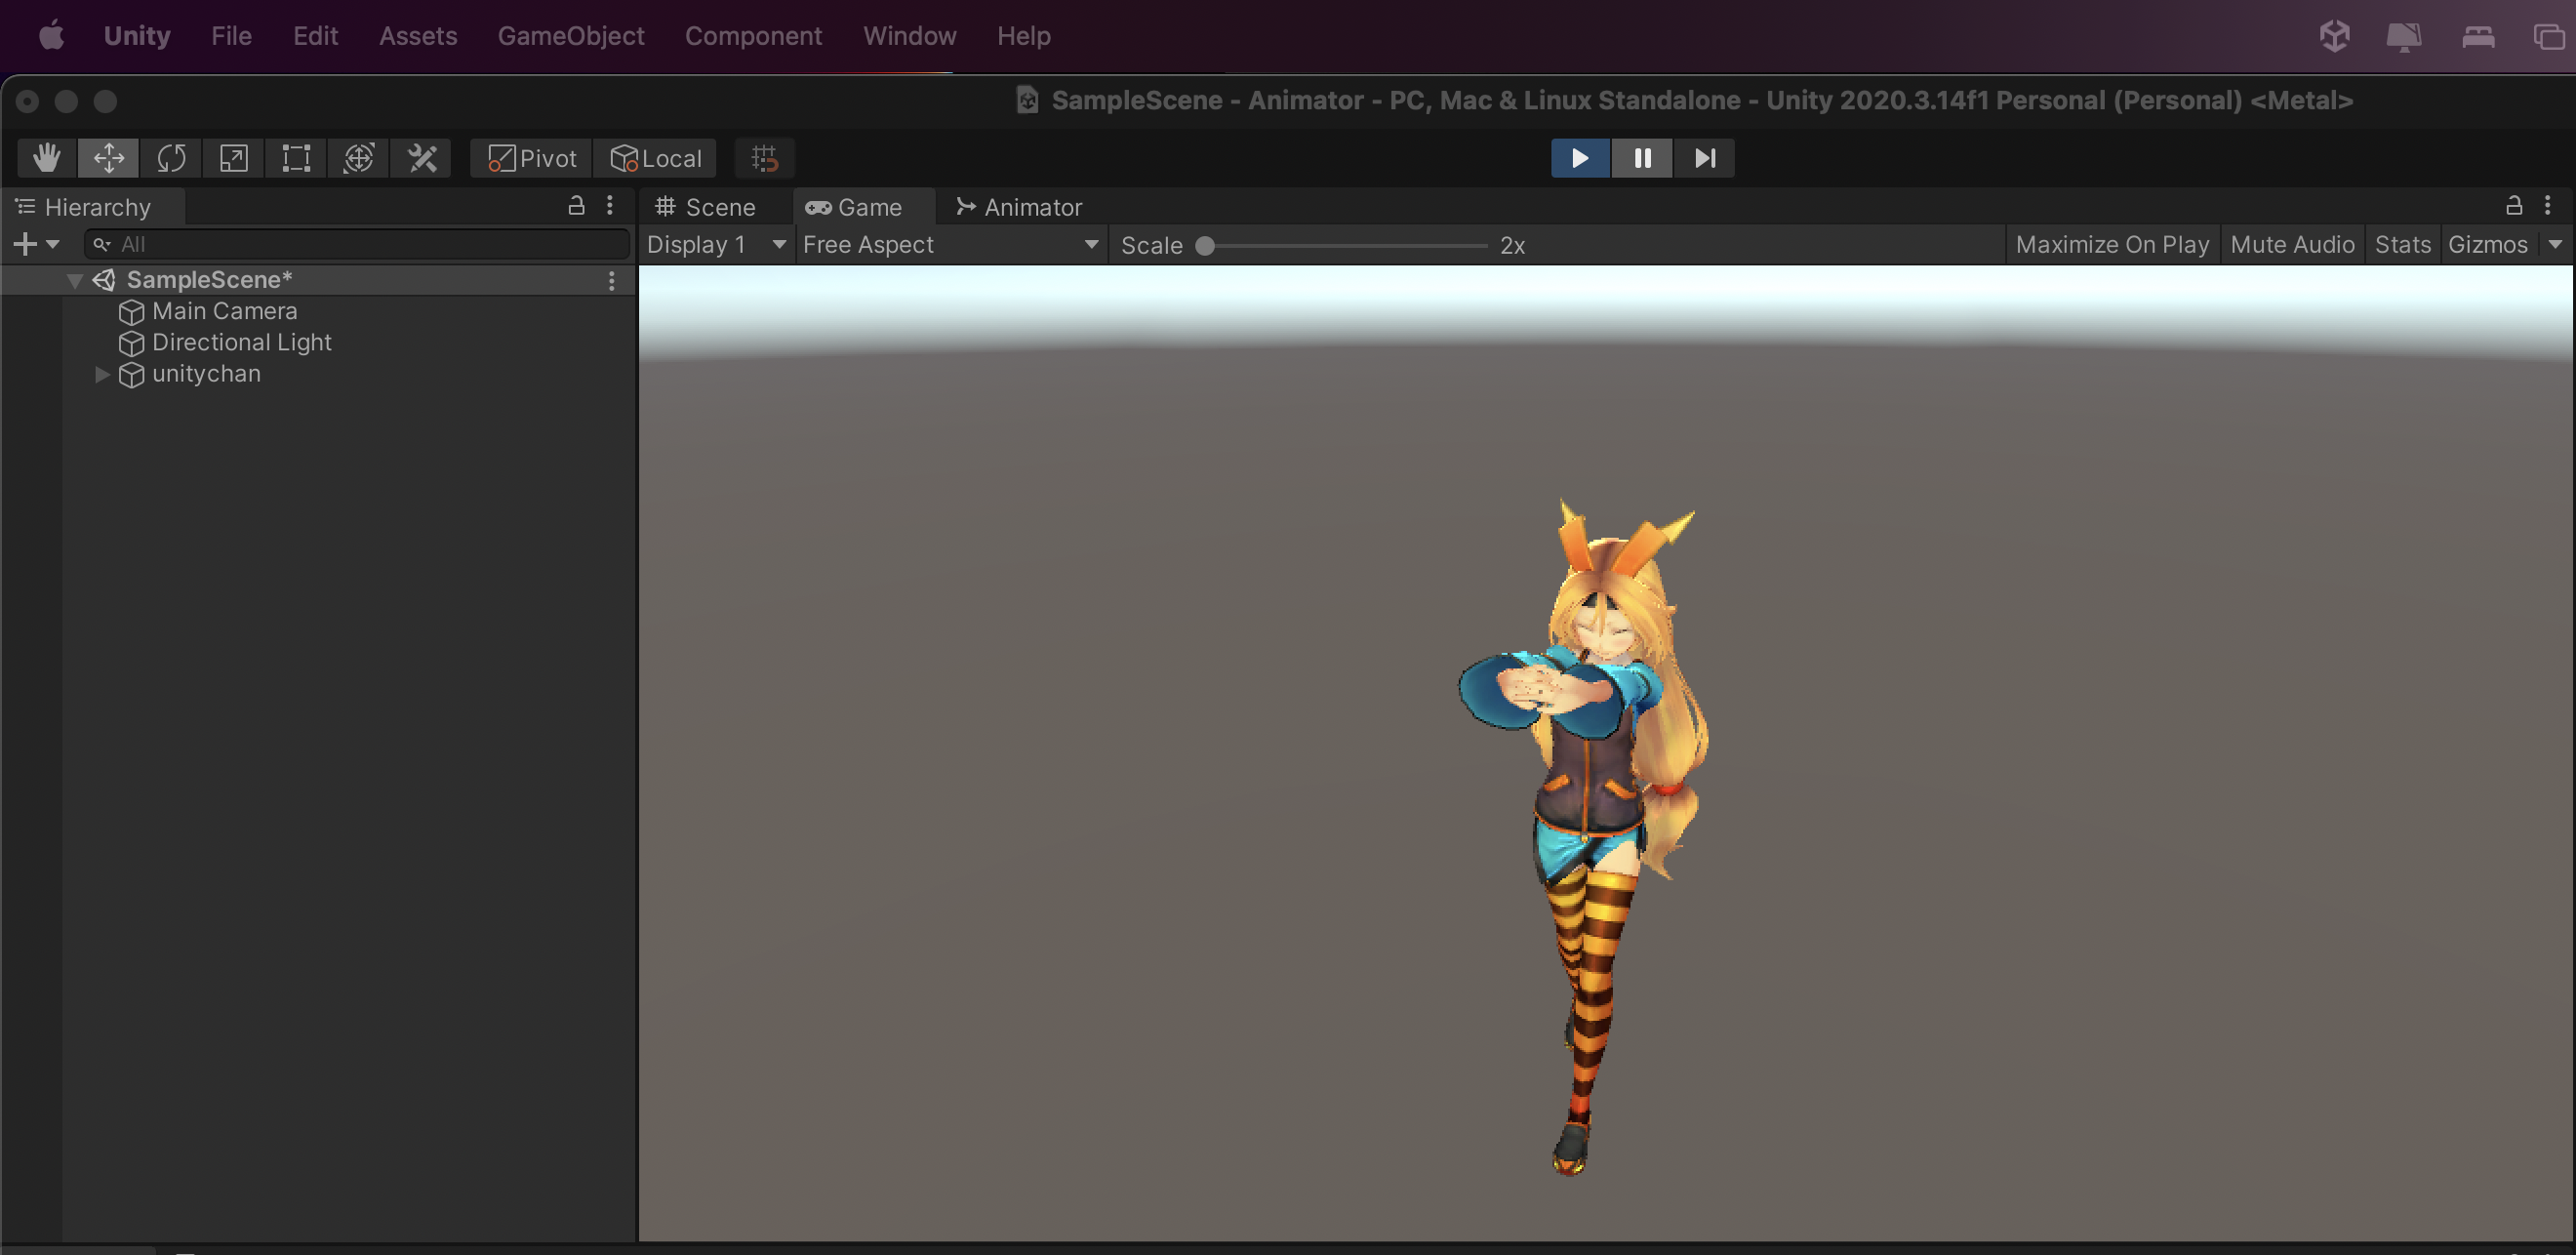 Unity File Edit Assets GameObject Component Window Help
SampleScene - Animator - PC, Mac & Linux Standalone - Unity 2020.3.14f1 Personal (Personal) <Metal>
Pivot Local
Hierarchy
Scene Game Animator
All
Display 1 Free Aspect Scale 2x Maximize On Play Mute Audio Stats Gizmos
SampleScene*
Main Camera
Directional Light
unitychan